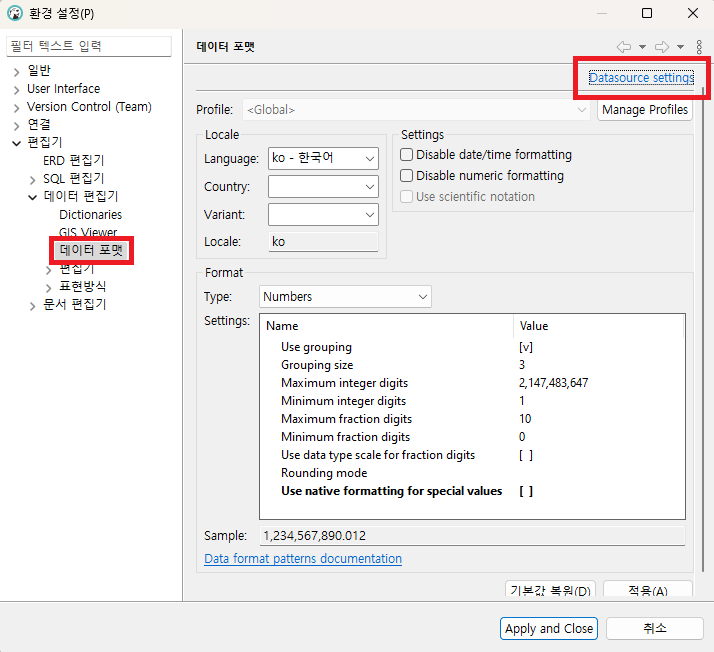 환경 설정(P)
필터 텍스트 입력
일반
User Interface
Version Control (Team)
연결
편집기
ERD 편집기
SQL 편집기
데이터 편집기
Dictionaries
GIS Viewer
데이터 포맷
편집기
표현방식
문서 편집기
데이터 포맷
Datasource settings
Profile: <Global> Manage Profiles
Locale
Language: ko - 한국어
Country:
Variant:
Locale: ko
Settings
Disable date/time formatting
Disable numeric formatting
Use scientific notation
Format
Type: Numbers
Settings:
Name Value
Use grouping [v]
Grouping size 3
Maximum integer digits 2,147,483,647
Minimum integer digits 1
Maximum fraction digits 10
Minimum fraction digits 0
Use data type scale for fraction digits [ ]
Rounding mode
Use native formatting for special values [ ]
Sample: 1,234,567,890.012
Data format patterns documentation
기본값 복원(D) 적용(A)
Apply and Close 취소